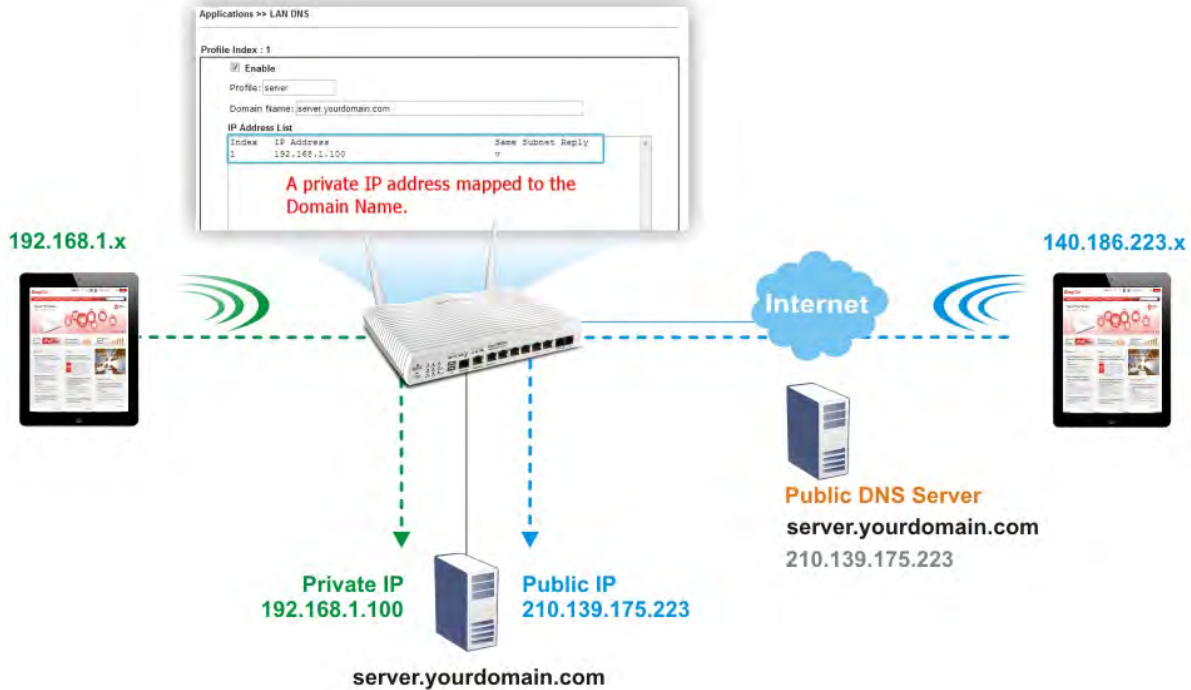 Applications >> LAN DNS
Profile Index : 1
Enable
Profile: server
Domain Name: server.yourdomain.com
IP Address List
Index IP Address Same Subnet Reply
1 192.168.1.100 v
A private IP address mapped to the
Domain Name.
192.168.1.x
140.186.223.x
Internet
Public DNS Server
server.yourdomain.com
210.139.175.223
Private IP
192.168.1.100
Public IP
210.139.175.223
server.yourdomain.com